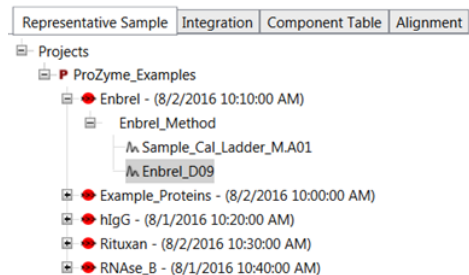 Representative Sample Integration Component Table Alignment
Projects
P ProZyme_Examples
Enbrel - (8/2/2016 10:10:00 AM)
Enbrel_Method
Sample_Cal_Ladder_M.A01
Enbrel_D09
Example_Proteins - (8/2/2016 10:00:00 AM)
hIgG - (8/1/2016 10:20:00 AM)
Rituxan - (8/2/2016 10:30:00 AM)
RNAse_B - (8/1/2016 10:40:00 AM)